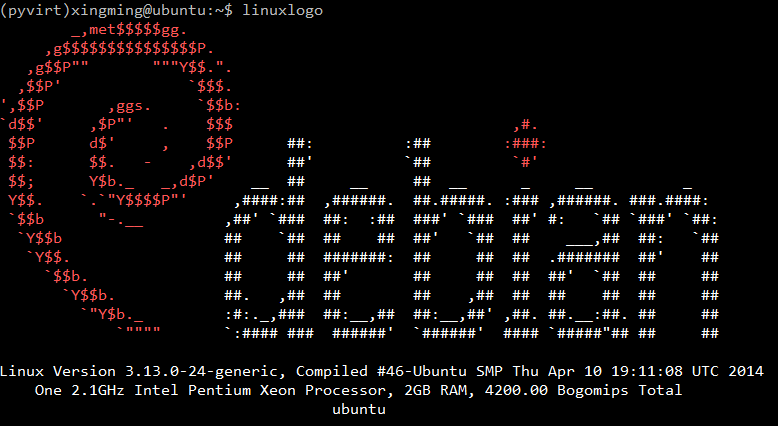 (pyvirt)xingming@ubuntu:~$ linuxlogo
debian
Linux Version 3.13.0-24-generic, Compiled #46-Ubuntu SMP Thu Apr 10 19:11:08 UTC 2014
One 2.1GHz Intel Pentium Xeon Processor, 2GB RAM, 4200.00 Bogomips Total
ubuntu